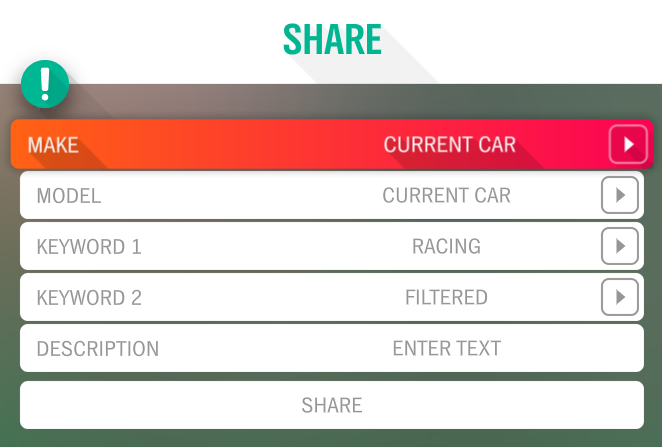 SHARE
!
MAKE CURRENT CAR
MODEL CURRENT CAR
KEYWORD 1 RACING
KEYWORD 2 FILTERED
DESCRIPTION ENTER TEXT
SHARE